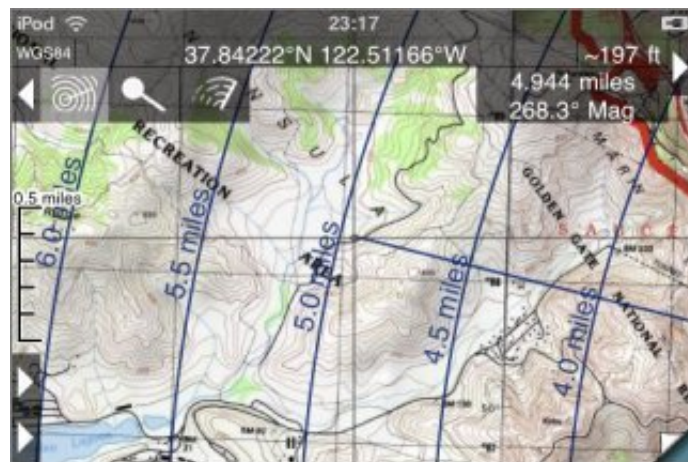 iPod
23:17
WGS84
37.84222°N 122.51166°W
~197 ft
4.944 miles
268.3° Mag
RECREATION
N
S
U
L
A
AREA
MARIN
GOLDEN
GATE
NATIONAL
S A U C E
0.5 miles
6.0 miles
5.5 miles
5.0 miles
4.5 miles
4.0 miles